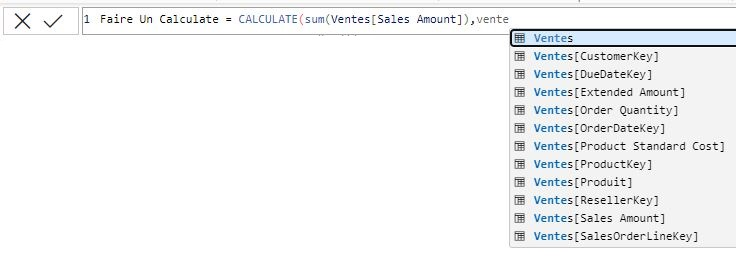 1 Faire Un Calculate = CALCULATE(sum(Ventes[Sales Amount]),vente
Ventes
Ventes[CustomerKey]
Ventes[DueDateKey]
Ventes[Extended Amount]
Ventes[Order Quantity]
Ventes[OrderDateKey]
Ventes[Product Standard Cost]
Ventes[ProductKey]
Ventes[Produit]
Ventes[ResellerKey]
Ventes[Sales Amount]
Ventes[SalesOrderLineKey]